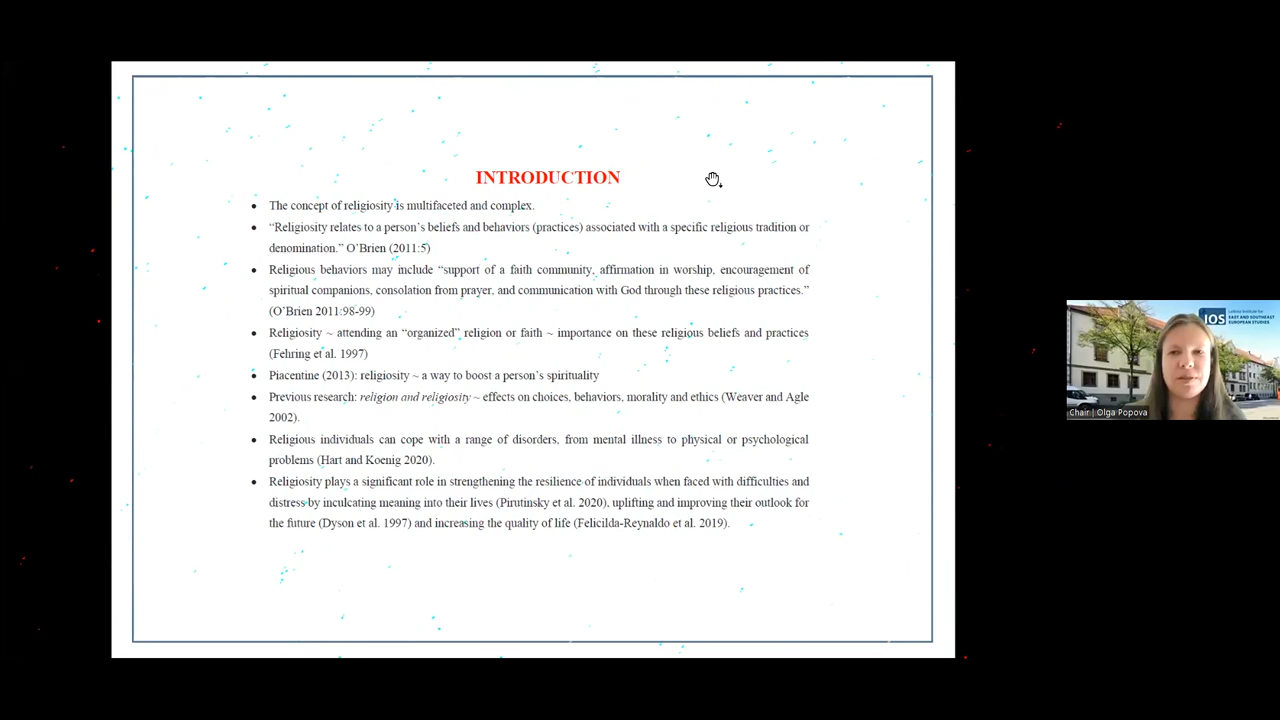 INTRODUCTION
• The concept of religiosity is multifaceted and complex.
• “Religiosity relates to a person’s beliefs and behaviors (practices) associated with a specific religious tradition or
denomination.” O’Brien (2011:5)
• Religious behaviors may include “support of a faith community, affirmation in worship, encouragement of
spiritual companions, consolation from prayer, and communication with God through these religious practices.”
(O’Brien 2011:98-99)
• Religiosity ~ attending an “organized” religion or faith ~ importance on these religious beliefs and practices
(Fehring et al. 1997)
• Piacentine (2013): religiosity ~ a way to boost a person’s spirituality
• Previous research: religion and religiosity ~ effects on choices, behaviors, morality and ethics (Weaver and Agle
2002).
• Religious individuals can cope with a range of disorders, from mental illness to physical or psychological
problems (Hart and Koenig 2020).
• Religiosity plays a significant role in strengthening the resilience of individuals when faced with difficulties and
distress by inculcating meaning into their lives (Pirutinsky et al. 2020), uplifting and improving their outlook for
the future (Dyson et al. 1997) and increasing the quality of life (Felicilda-Reynaldo et al. 2019).
IOS
Leibniz Institute for
EAST AND SOUTHEAST
EUROPEAN STUDIES
Chair | Olga Popova